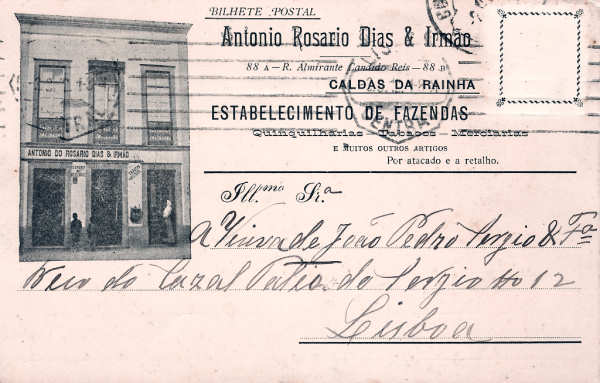 BILHETE POSTAL
Antonio Rosario Dias & Irmão
88 A — R. Almirante Candido Reis — 88 B
CALDAS DA RAINHA
ESTABELECIMENTO DE FAZENDAS
Quinquilharias - Tabacos - Merciarias
E MUITOS OUTROS ARTIGOS
Por atacado e a retalho.
ANTONIO DO ROSARIO DIAS & IRMÃO
Ill.mo Sr.a
A Viuva de João Pedro Sergio & Fa
do Cazal Patio do Sergio No 12
Lisboa